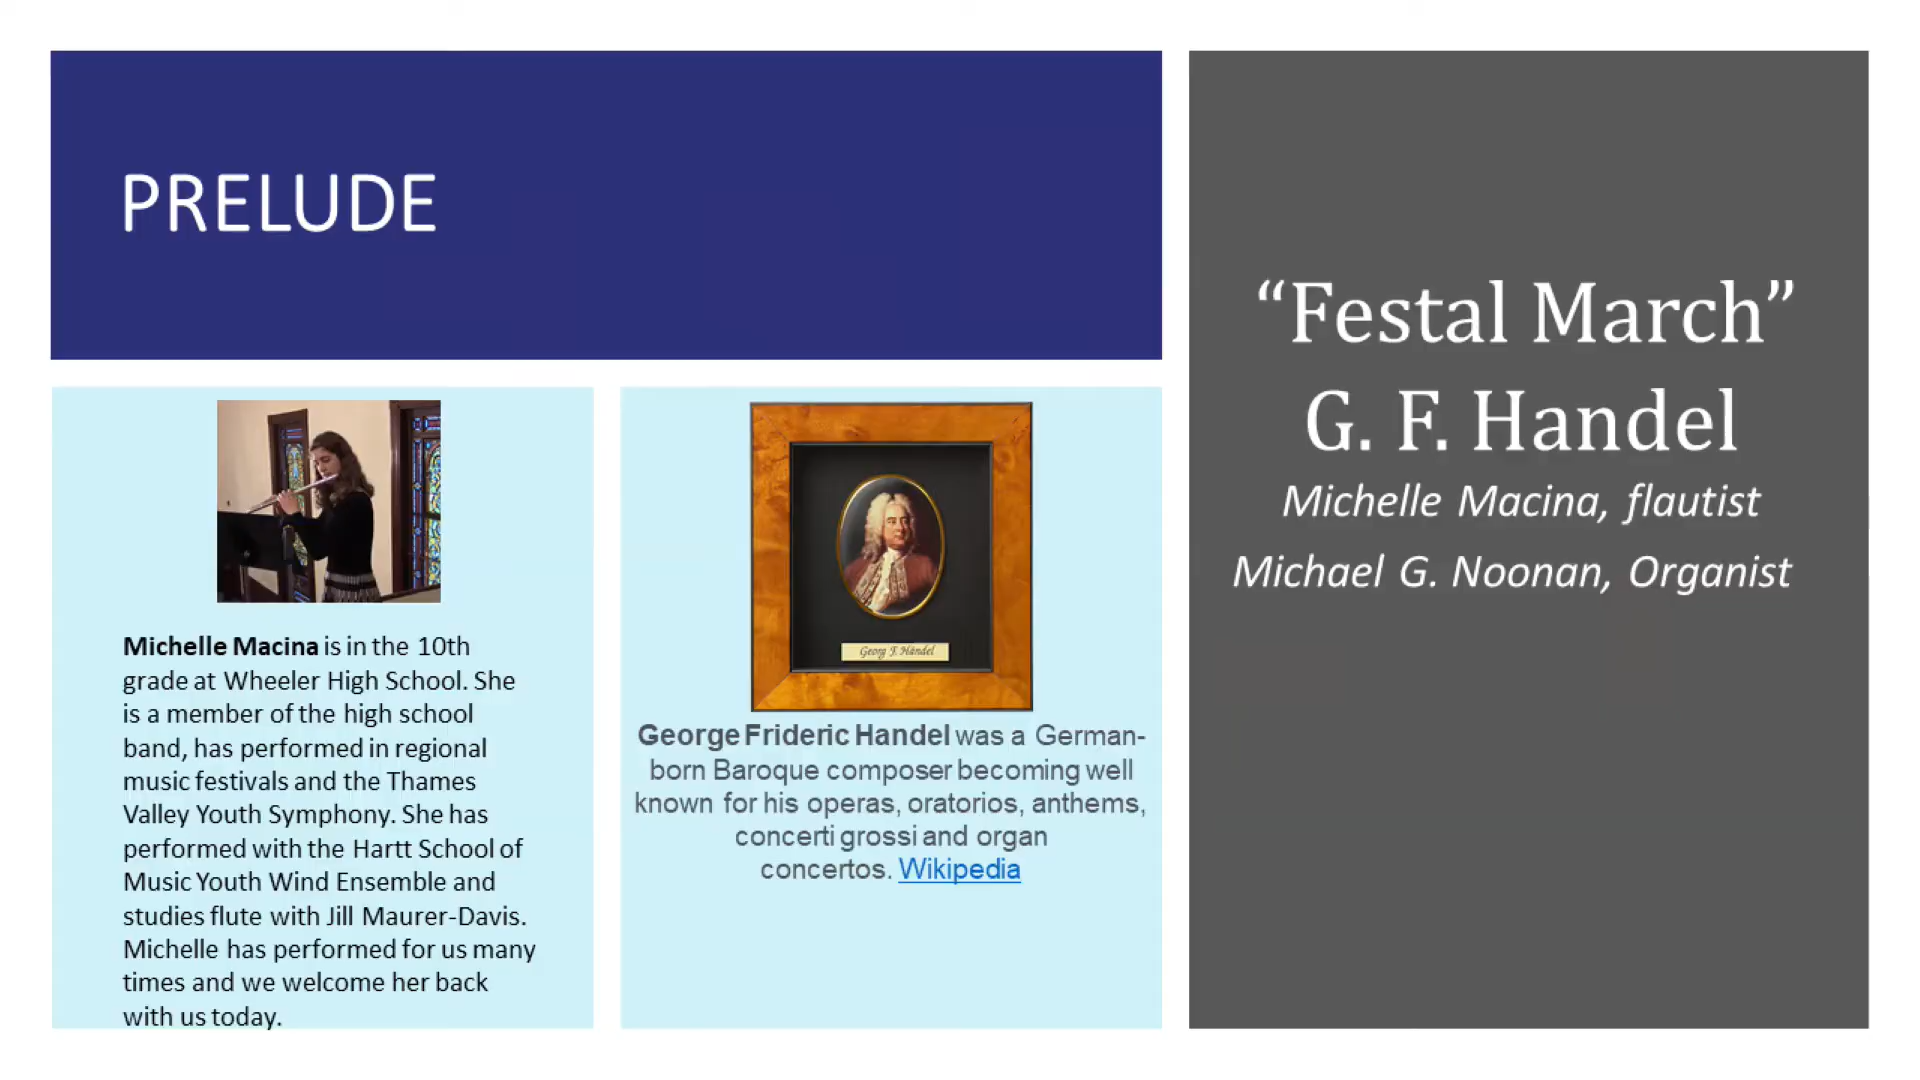 PRELUDE
Michelle Macina is in the 10th
grade at Wheeler High School. She
is a member of the high school
band, has performed in regional
music festivals and the Thames
Valley Youth Symphony. She has
performed with the Hartt School of
Music Youth Wind Ensemble and
studies flute with Jill Maurer-Davis.
Michelle has performed for us many
times and we welcome her back
with us today.
Georg F. Händel
George Frideric Handel was a German-
born Baroque composer becoming well
known for his operas, oratorios, anthems,
concerti grossi and organ
concertos. Wikipedia
“Festal March”
G. F. Handel
Michelle Macina, flautist
Michael G. Noonan, Organist